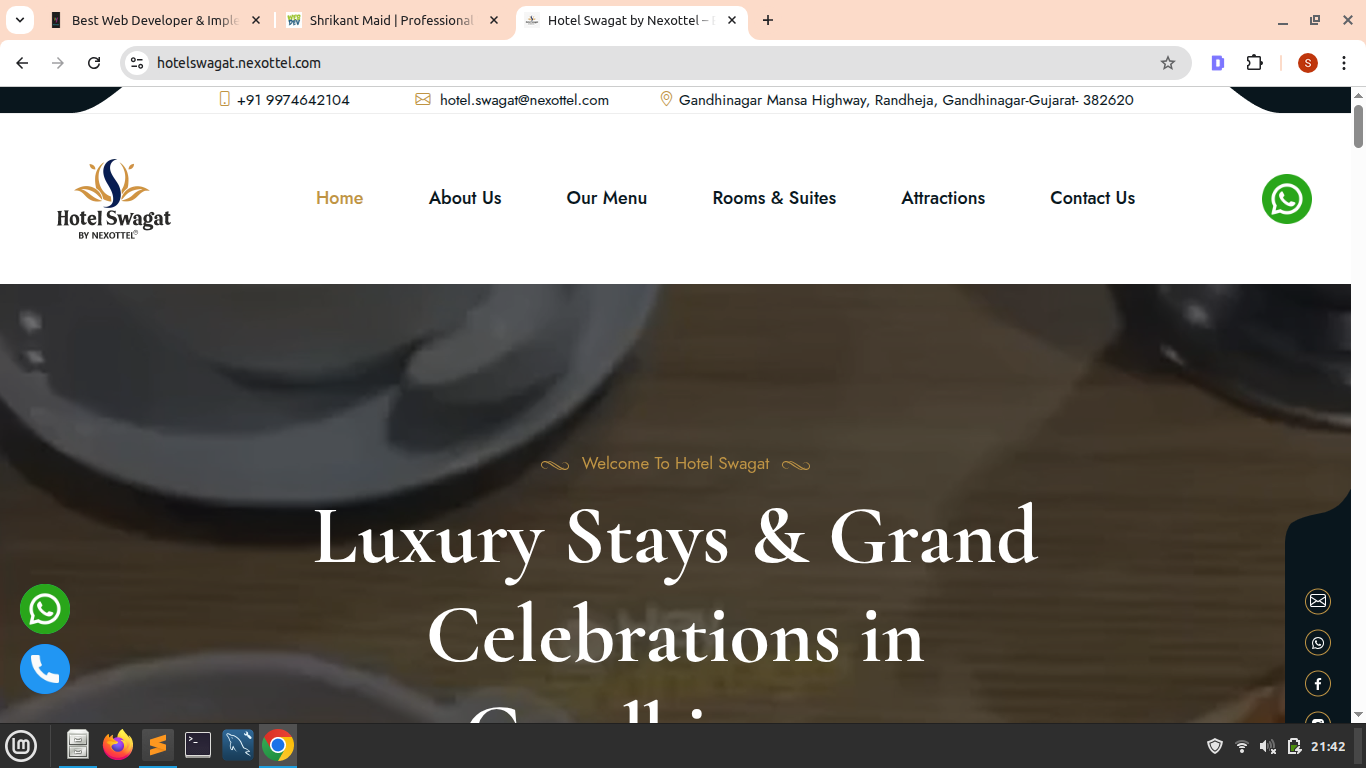 Best Web Developer & Imple
Shrikant Maid | Professional
Hotel Swagat by Nexottel –
hotelswagat.nexottel.com
S
+91 9974642104
hotel.swagat@nexottel.com
Gandhinagar Mansa Highway, Randheja, Gandhinagar-Gujarat- 382620
Hotel Swagat
BY NEXOTTEL®
Home
About Us
Our Menu
Rooms & Suites
Attractions
Contact Us
Welcome To Hotel Swagat
Luxury Stays & Grand
Celebrations in
21:42